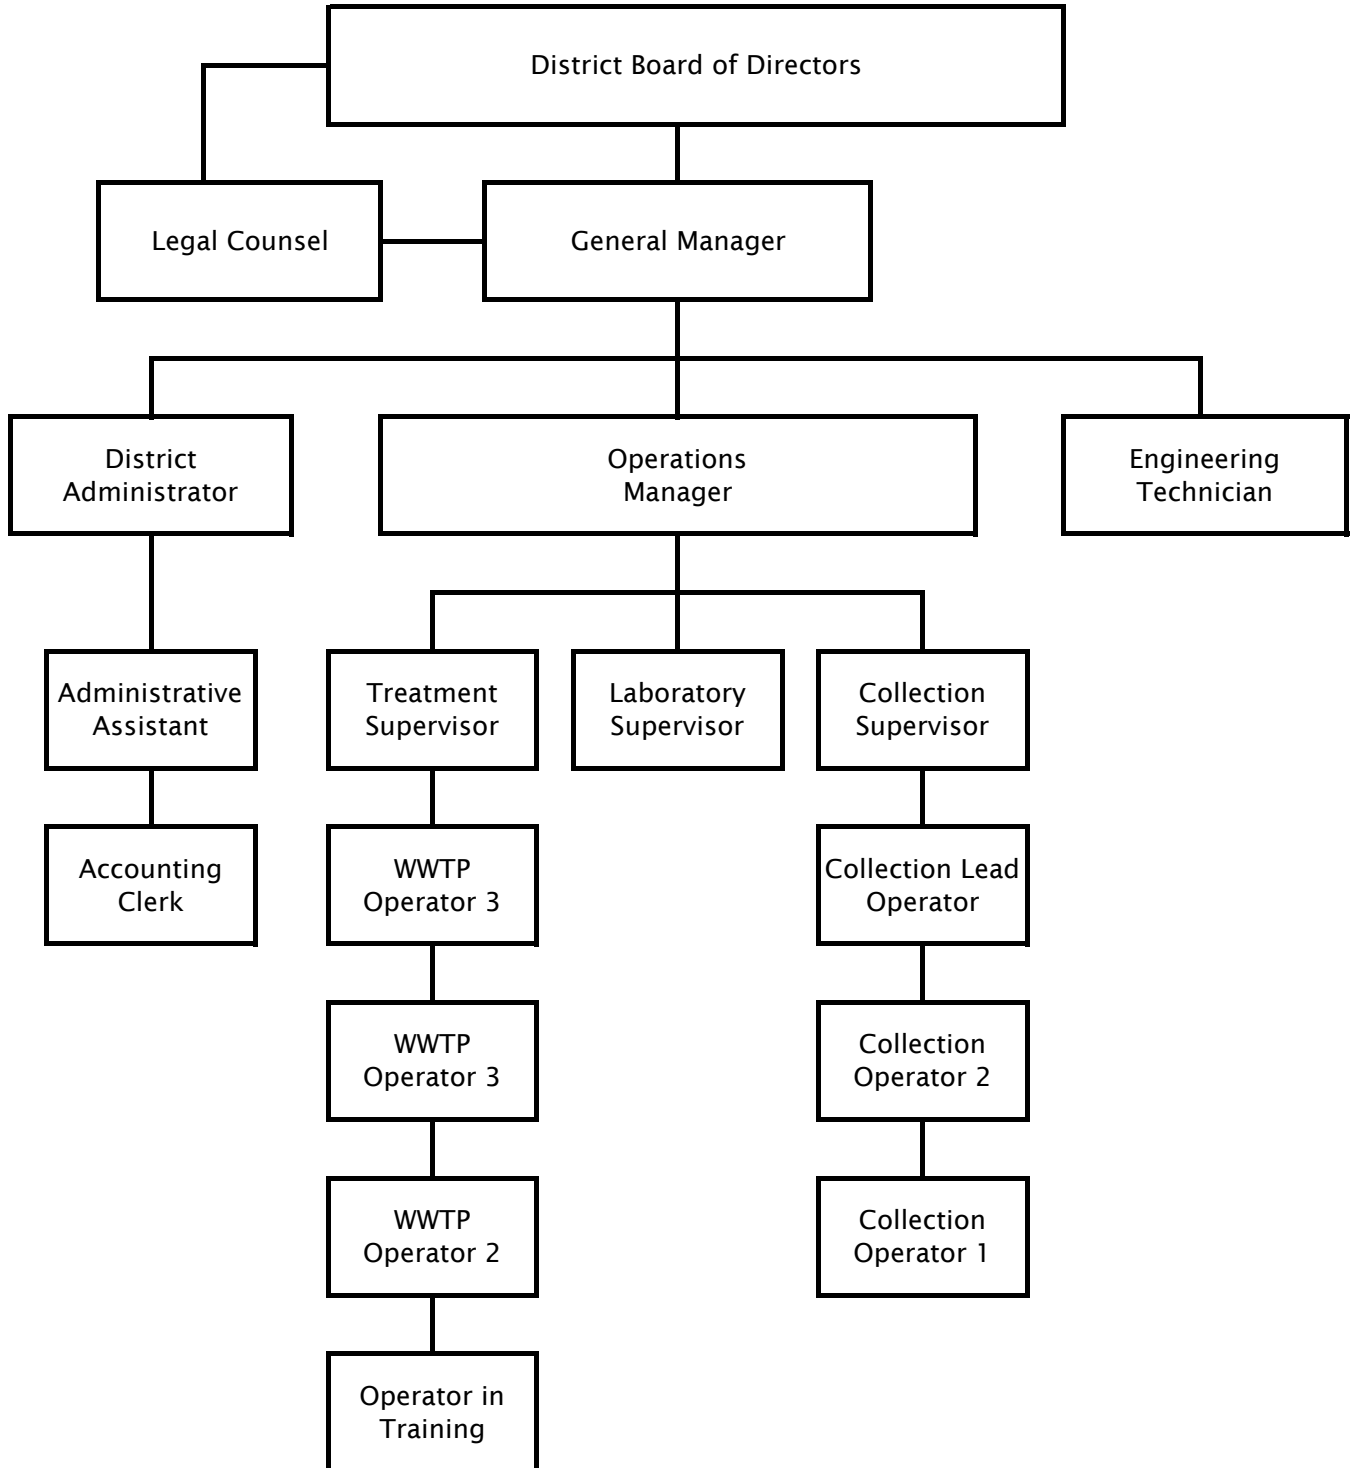 District Board of Directors
Legal Counsel
General Manager
District
Administrator
Operations
Manager
Engineering
Technician
Administrative
Assistant
Treatment
Supervisor
Laboratory
Supervisor
Collection
Supervisor
Accounting
Clerk
WWTP
Operator 3
Collection Lead
Operator
WWTP
Operator 3
Collection
Operator 2
WWTP
Operator 2
Collection
Operator 1
Operator in
Training